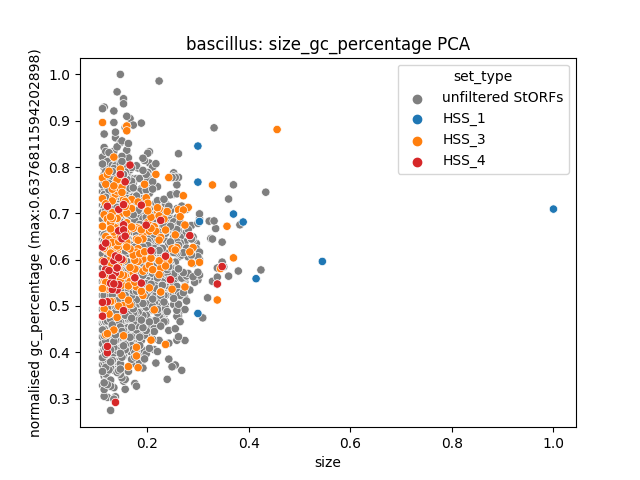 bascillus: size_gc_percentage PCA
normalised gc_percentage (max:0.6376811594202898)
1.0
0.9
0.8
0.7
0.6
0.5
0.4
0.3
set_type
unfiltered StORFs
HSS_1
HSS_3
HSS_4
0.2
0.4
0.6
0.8
1.0
size